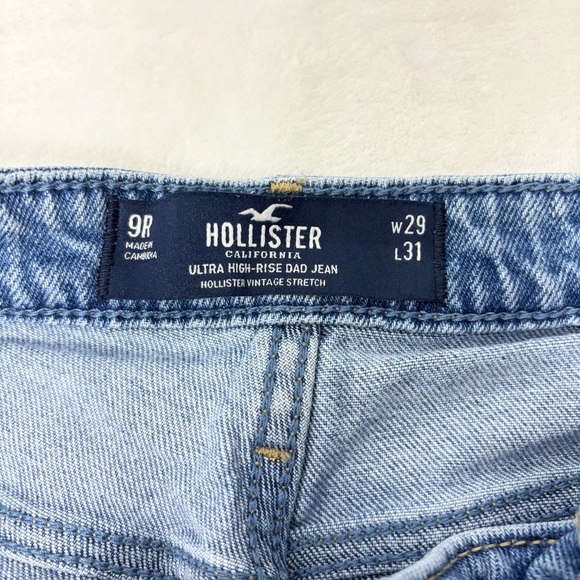 9R
MADE IN
CAMBODIA
HOLLISTER
CALIFORNIA
ULTRA HIGH-RISE DAD JEAN
HOLLISTER VINTAGE STRETCH
W29
L31